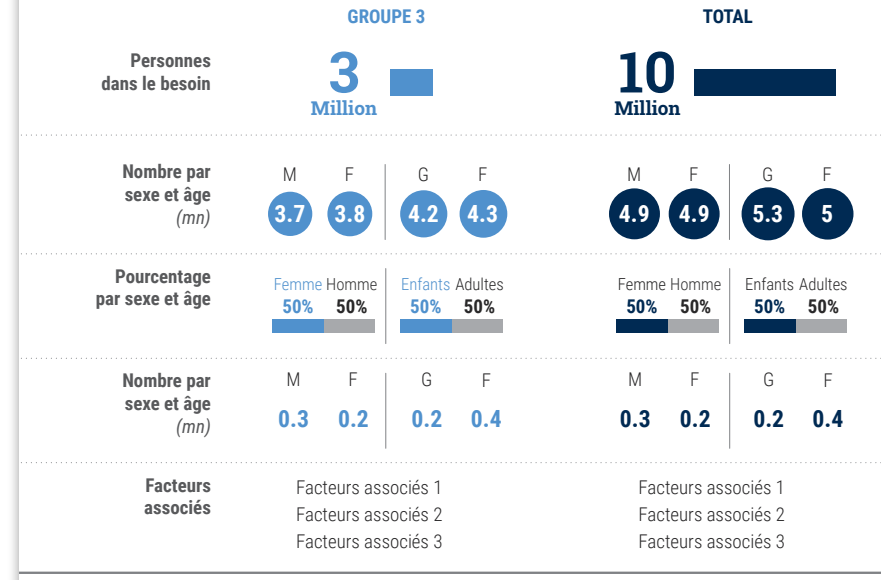 GROUPE 3 TOTAL
Personnes
dans le besoin
3
Million
10
Million
Nombre par
sexe et âge
(mn)
M F G F
3.7 3.8 4.2 4.3
M F G F
4.9 4.9 5.3 5
Pourcentage
par sexe et âge
Femme Homme Enfants Adultes
50% 50% 50% 50%
Femme Homme Enfants Adultes
50% 50% 50% 50%
Nombre par
sexe et âge
(mn)
M F G F
0.3 0.2 0.2 0.4
M F G F
0.3 0.2 0.2 0.4
Facteurs
associés
Facteurs associés 1
Facteurs associés 2
Facteurs associés 3
Facteurs associés 1
Facteurs associés 2
Facteurs associés 3